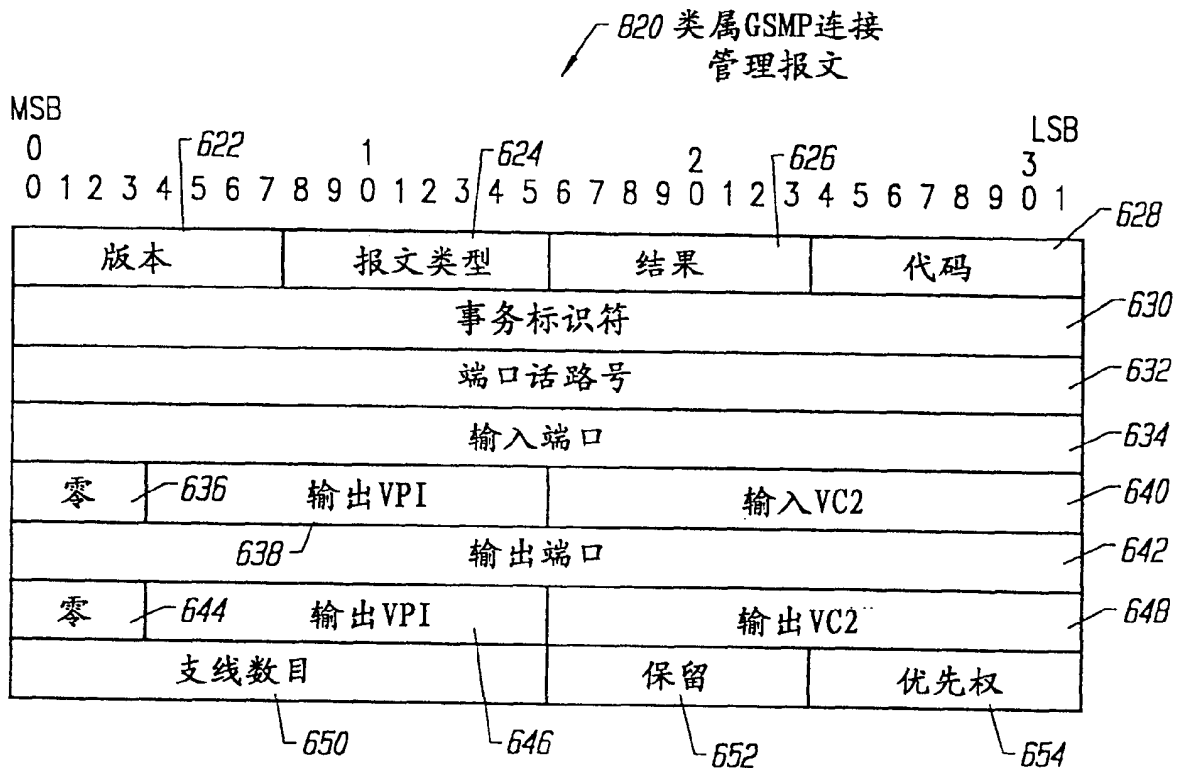 820 类属GSMP连接
管理报文
MSB
LSB
0 1 2 3
0 1 2 3 4 5 6 7 8 9 0 1 2 3 4 5 6 7 8 9 0 1 2 3 4 5 6 7 8 9 0 1
622 624 626 628
版本 报文类型 结果 代码
事务标识符 630
端口话路号 632
输入端口 634
零 636 输出VPI 输入VC2 640
638 输出端口 642
零 644 输出VPI 输出VC2 648
支线数目 保留 优先权
650 646 652 654